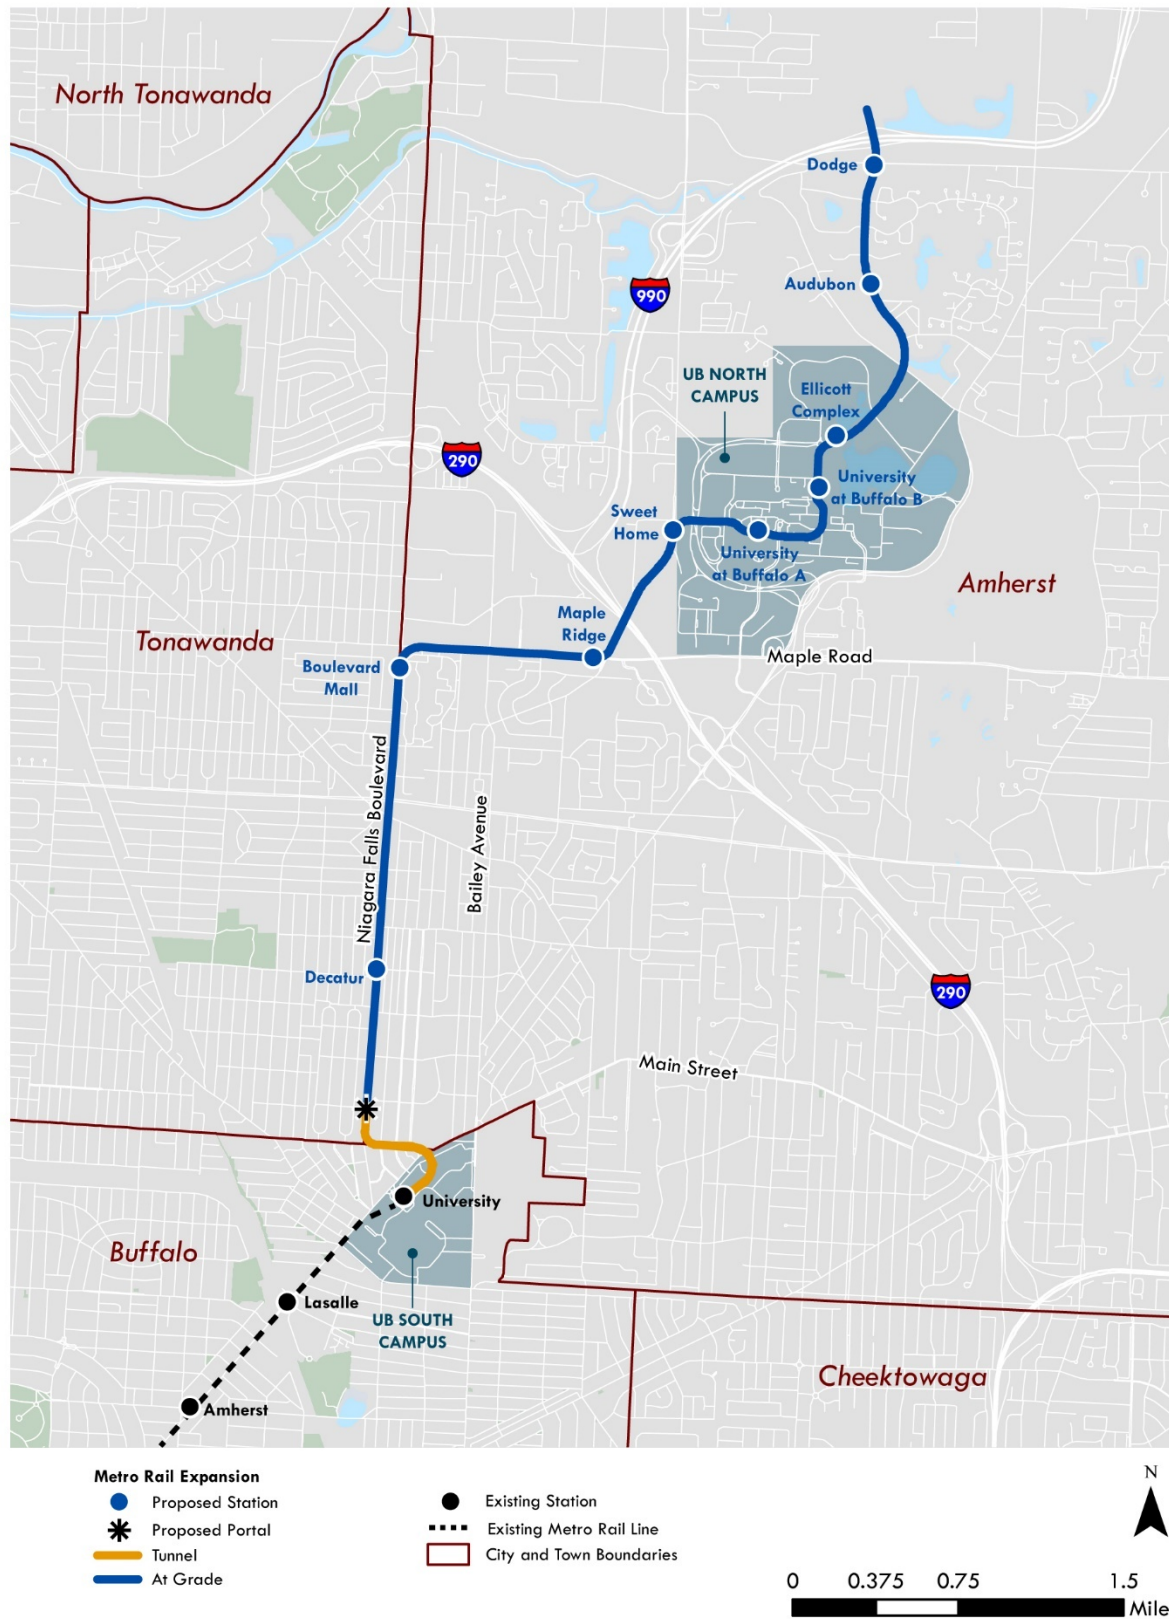 North Tonawanda
Dodge
990
Audubon
UB NORTH
CAMPUS
Ellicott
Complex
290
University
at Buffalo B
Sweet
Home
University
at Buffalo A
Amherst
Maple
Ridge
Tonawanda
Maple Road
Boulevard
Mall
Niagara Falls Boulevard
Bailey Avenue
Decatur
290
Main Street
University
Buffalo
Lasalle
UB SOUTH
CAMPUS
Cheektowaga
Amherst
Metro Rail Expansion
Proposed Station
Proposed Portal
Tunnel
At Grade
Existing Station
Existing Metro Rail Line
City and Town Boundaries
N
0 0.375 0.75 1.5
Mile